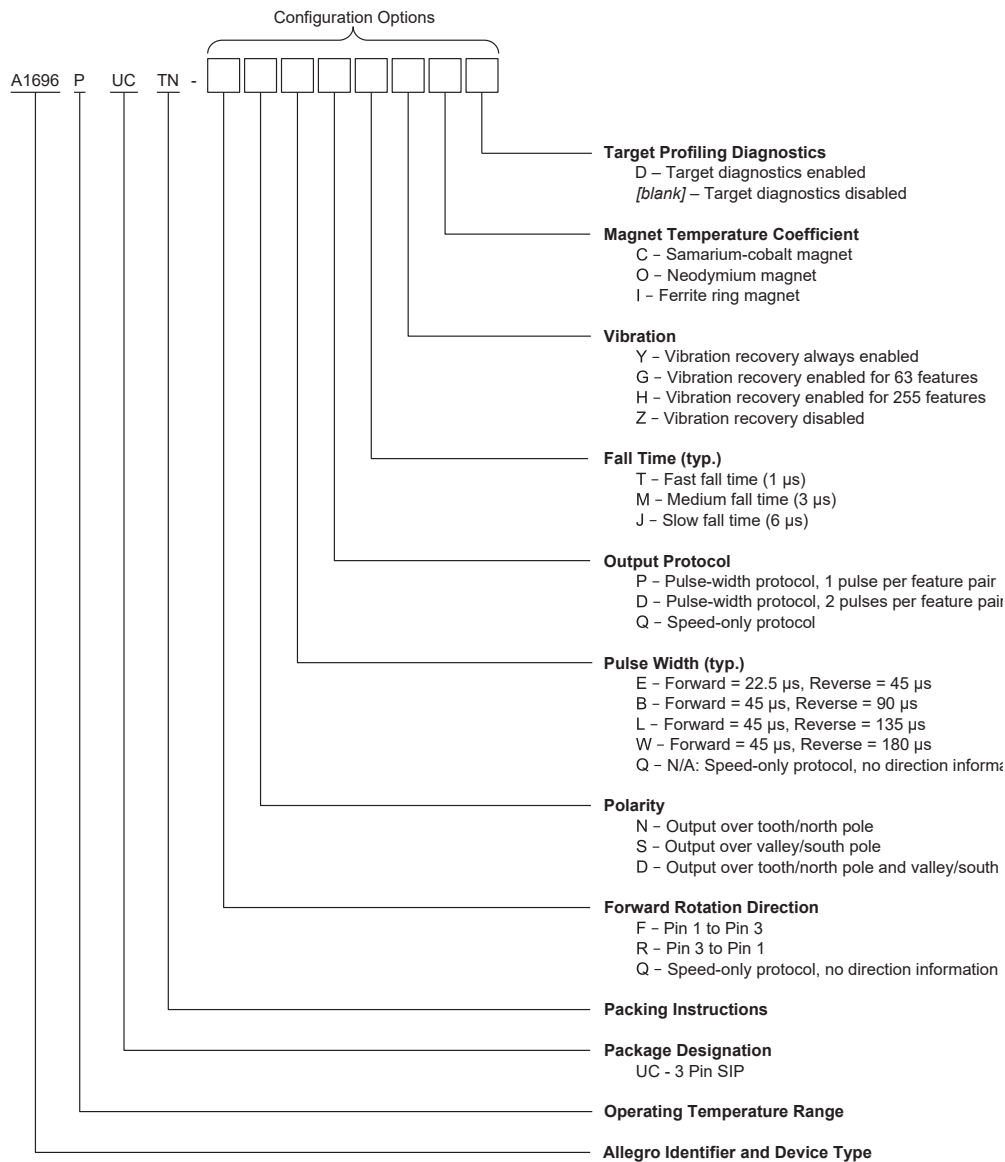 Configuration Options
A1696 P UC TN -
Target Profiling Diagnostics
D – Target diagnostics enabled
[blank] – Target diagnostics disabled
Magnet Temperature Coefficient
C – Samarium-cobalt magnet
O – Neodymium magnet
I – Ferrite ring magnet
Vibration
Y – Vibration recovery always enabled
G – Vibration recovery enabled for 63 features
H – Vibration recovery enabled for 255 features
Z – Vibration recovery disabled
Fall Time (typ.)
T – Fast fall time (1 µs)
M – Medium fall time (3 µs)
J – Slow fall time (6 µs)
Output Protocol
P – Pulse-width protocol, 1 pulse per feature pair
D – Pulse-width protocol, 2 pulses per feature pair
Q – Speed-only protocol
Pulse Width (typ.)
E – Forward = 22.5 µs, Reverse = 45 µs
B – Forward = 45 µs, Reverse = 90 µs
L – Forward = 45 µs, Reverse = 135 µs
W – Forward = 45 µs, Reverse = 180 µs
Q – N/A: Speed-only protocol, no direction
Polarity
N – Output over tooth/north pole
S – Output over valley/south pole
D – Output over tooth/north pole and valley/south
Forward Rotation Direction
F – Pin 1 to Pin 3
R – Pin 3 to Pin 1
Q – Speed-only protocol, no direction information
Packing Instructions
Package Designation
UC - 3 Pin SIP
Operating Temperature Range
Allegro Identifier and Device Type